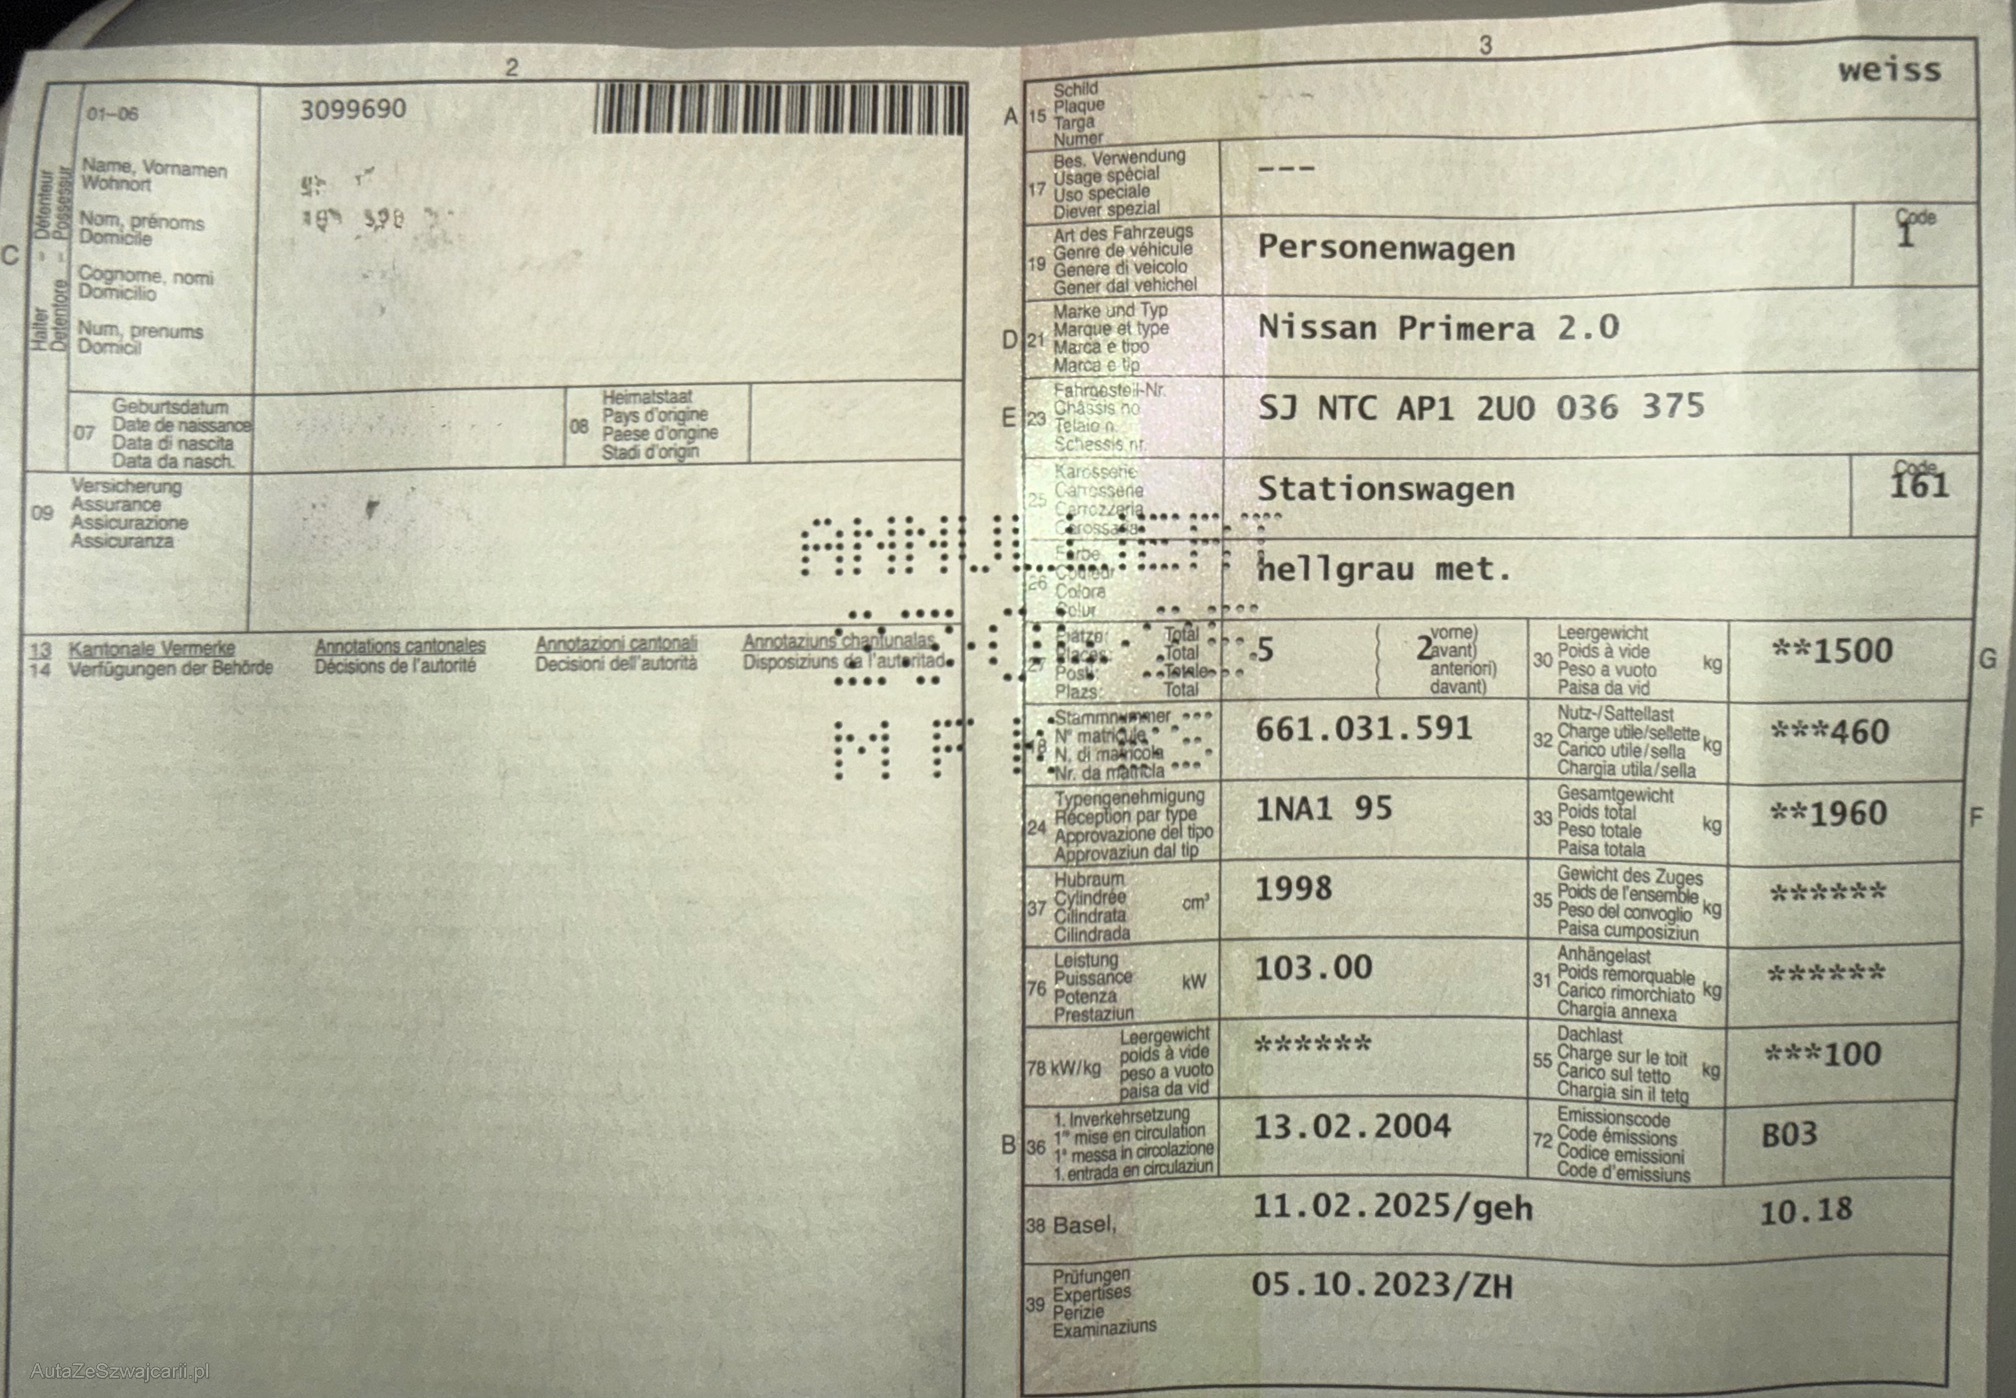 2
01-06
3099690
Name, Vornamen
Wohnort
Nom, prénoms
Domicile
Cognome, nomi
Domicilio
Num, prenums
Domicil
C
Halter
Détenteur
Detentore
Possesseur
07
Geburtsdatum
Date de naissance
Data di nascita
Data da nasch.
08
Heimatstaat
Pays d'origine
Paese d'origine
Stadi d'origin
09
Versicherung
Assurance
Assicurazione
Assicuranza
13 Kantonale Vermerke Annotations cantonales Annotazioni cantonali Annotaziuns chantunalas
14 Verfügungen der Behörde Décisions de l'autorité Decisioni dell'autorità Disposiziuns da l'autoritad
ANNULLIERT
MFK
3
weiss
A 15
Schild
Plaque
Targa
Numer
17
Bes. Verwendung
Usage spécial
Uso speciale
Diever spezial
---
19
Art des Fahrzeugs
Genre de véhicule
Genere di veicolo
Gener dal vehichel
Personenwagen
Code
1
D 21
Marke und Typ
Marque et type
Marca e tipo
Marca e tip
Nissan Primera 2.0
E 23
Fahrgestell-Nr.
Châssis no
Telaio n.
Schessis nr.
SJ NTC AP1 2U0 036 375
25
Karosserie
Carrosserie
Carrozzeria
Carossaria
Stationswagen
Code
161
26
Farbe
Couleur
Colora
Colur
hellgrau met.
27
Plätze: Total
Places: Total
Posti: Totale
Plazs: Total
5
2
vorne)
avant)
anteriori)
davant)
30
Leergewicht
Poids à vide
Peso a vuoto
Paisa da vid
kg
**1500
G
18
Stammnummer
N° matricule
N. di matricola
Nr. da matricla
661.031.591
32
Nutz-/Sattellast
Charge utile/sellette
Carico utile/sella
Chargia utila/sella
kg
***460
24
Typengenehmigung
Réception par type
Approvazione del tipo
Approvaziun dal tip
1NA1 95
33
Gesamtgewicht
Poids total
Peso totale
Paisa totala
kg
**1960
F
37
Hubraum
Cylindrée
Cilindrata
Cilindrada
cm³
1998
35
Gewicht des Zuges
Poids de l'ensemble
Peso del convoglio
Paisa cumposiziun
kg
******
76
Leistung
Puissance
Potenza
Prestaziun
kW
103.00
31
Anhängelast
Poids remorquable
Carico rimorchiato
Chargia annexa
kg
******
78 kW/kg
Leergewicht
poids à vide
peso a vuoto
paisa da vid
******
55
Dachlast
Charge sur le toit
Carico sul tetto
Chargia sin il tetg
kg
***100
B 36
1. Inverkehrsetzung
1re mise en circulation
1a messa in circolazione
1. entrada en circulaziun
13.02.2004
72
Emissionscode
Code émissions
Codice emissioni
Code d'emissiuns
B03
38 Basel,
11.02.2025/geh
10.18
39
Prüfungen
Expertises
Perizie
Examinaziuns
05.10.2023/ZH
AutaZeSzwajcarii.pl